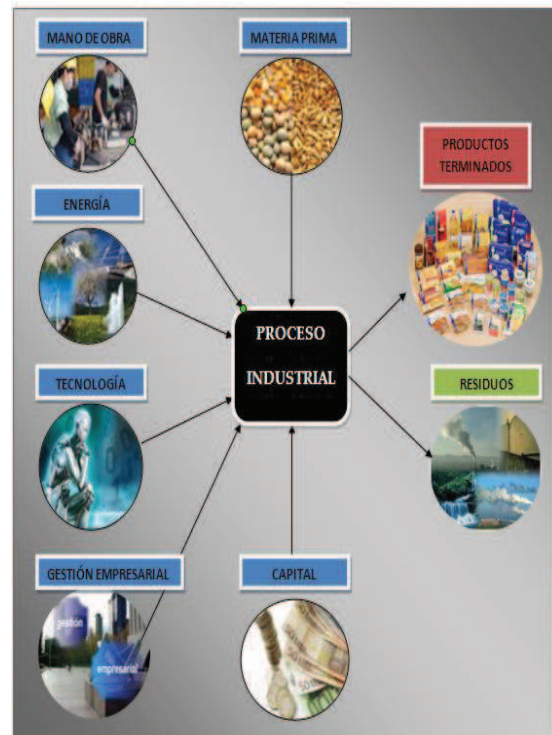 MANO DE OBRA
MATERIA PRIMA
PRODUCTOS
TERMINADOS
ENERGÍA
PROCESO
INDUSTRIAL
TECNOLOGÍA
RESIDUOS
GESTIÓN EMPRESARIAL
CAPITAL
gestión
empresarial